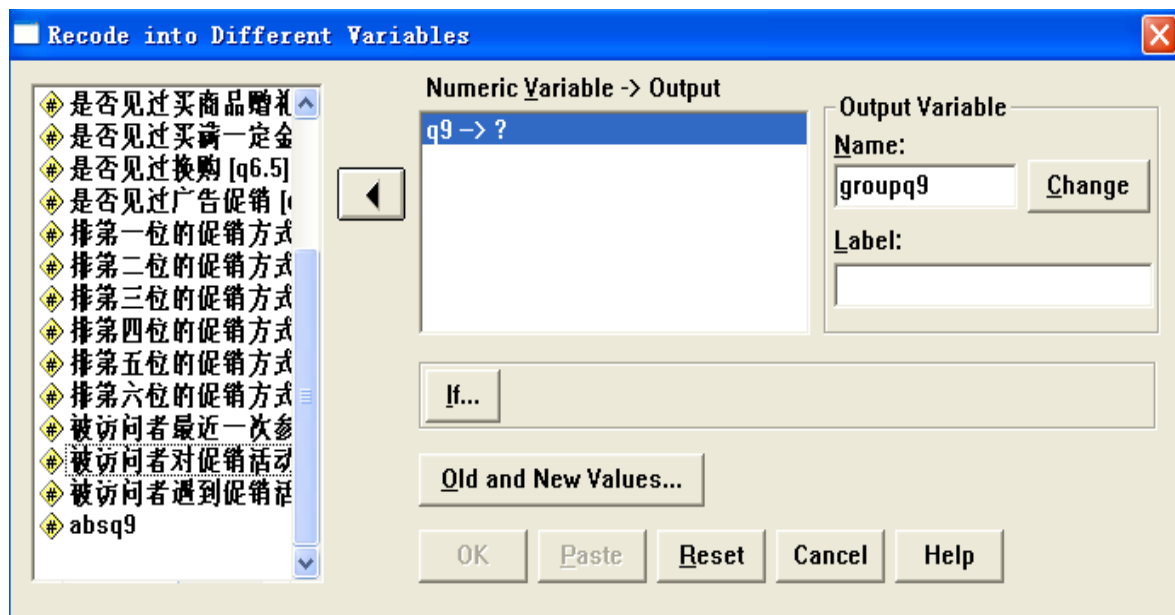 Recode into Different Variables
是否见过买商品赠礼
是否见过买满一定金
是否见过换购 [q6.5]
是否见过广告促销 [
排第一位的促销方式
排第二位的促销方式
排第三位的促销方式
排第四位的促销方式
排第五位的促销方式
排第六位的促销方式
被访问者最近一次参
被访问者对促销活动
被访问者遇到促销活
absq9
Numeric Variable -> Output
q9 -> ?
Output Variable
Name:
groupq9
Change
Label:
If...
Old and New Values...
OK
Paste
Reset
Cancel
Help